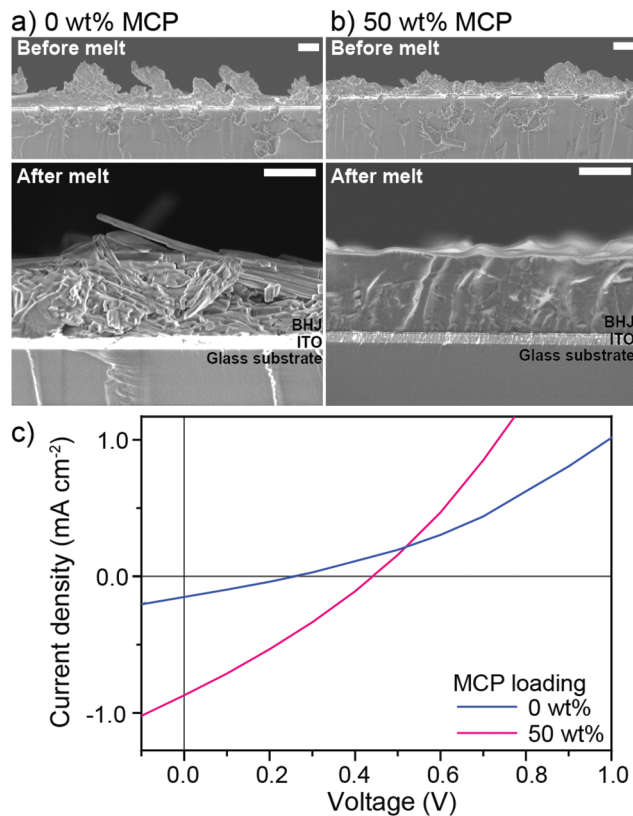 a) 0 wt% MCP
Before melt
After melt
BHJ
ITO
Glass substrate
b) 50 wt% MCP
Before melt
After melt
BHJ
ITO
Glass substrate
c)
Current density (mA cm⁻²)
1.0
0.0
-1.0
MCP loading
0 wt%
50 wt%
0.0 0.2 0.4 0.6 0.8 1.0
Voltage (V)